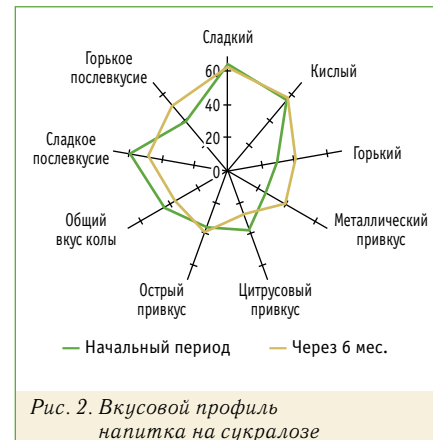 Сладкий
Кислый
Горький
Металлический
привкус
Цитрусовый
привкус
Острый
привкус
Общий
вкус колы
Сладкое
послевкусие
Горькое
послевкусие
60
40
20
0
Начальный период
Через 6 мес.
Рис. 2. Вкусовой профиль
напитка на сукралозе